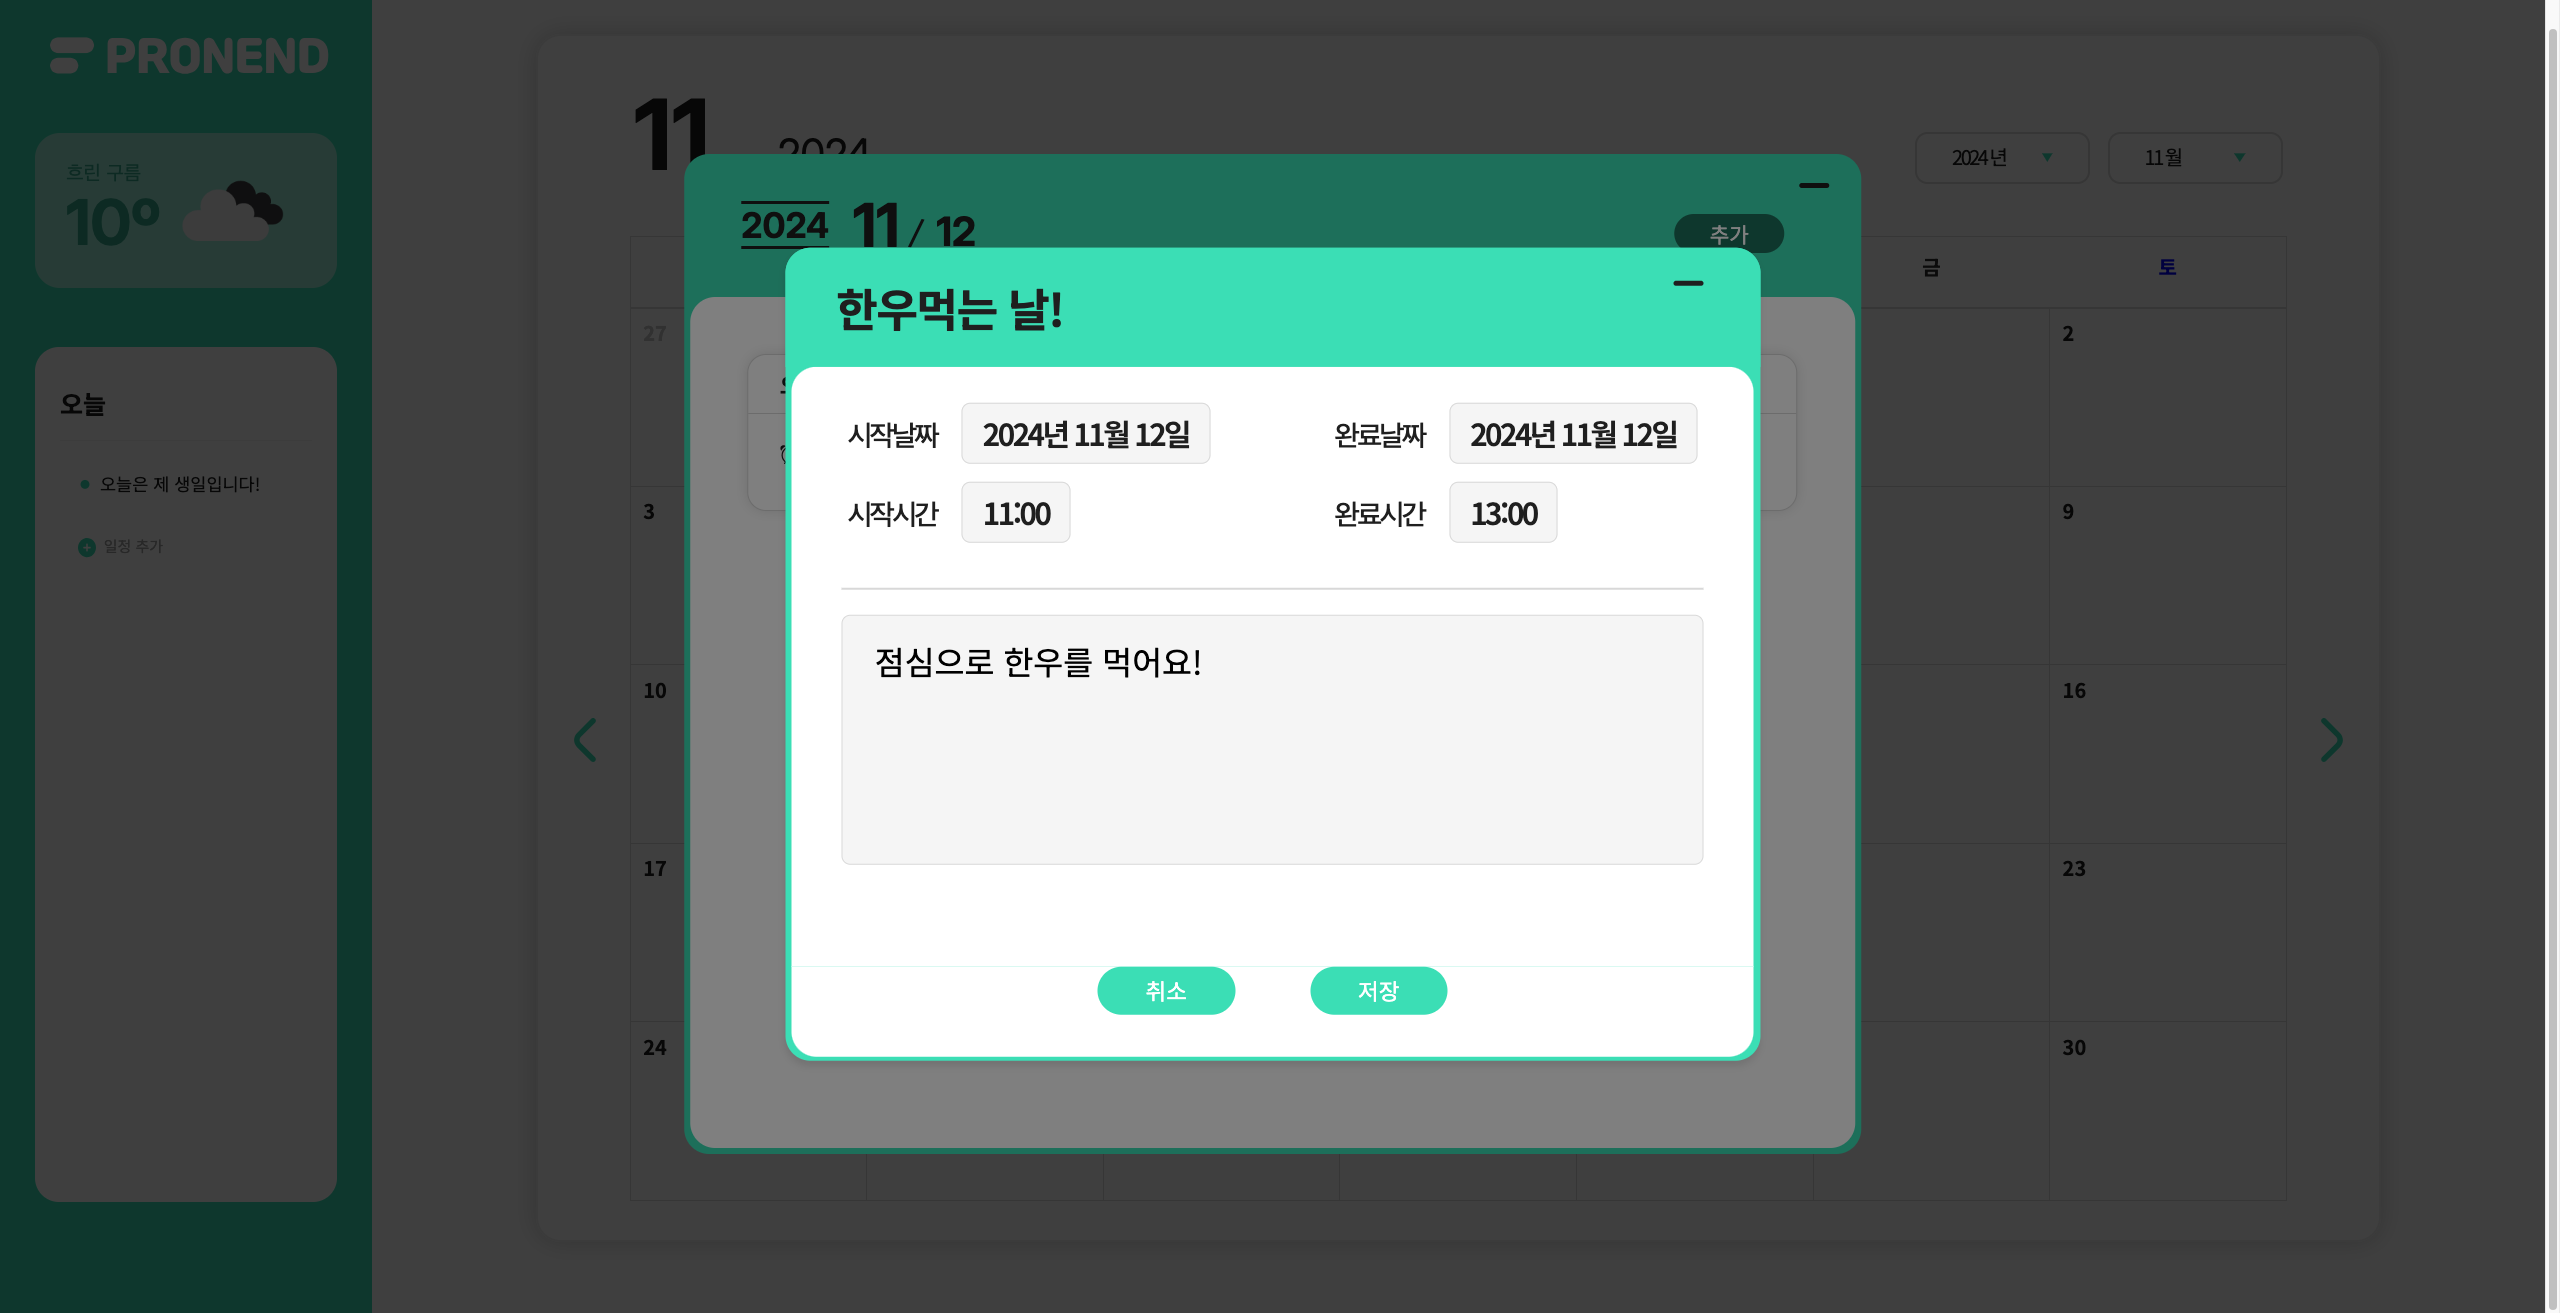 PRONEND
흐린 구름
10º
오늘
오늘은 제 생일입니다!
일정 추가
11
2024
2024년
11월
금
토
27
2
3
9
10
16
17
23
24
30
2024 11 / 12
추가
한우먹는 날!
시작날짜 2024년 11월 12일
완료날짜 2024년 11월 12일
시작시간 11:00
완료시간 13:00
점심으로 한우를 먹어요!
취소
저장